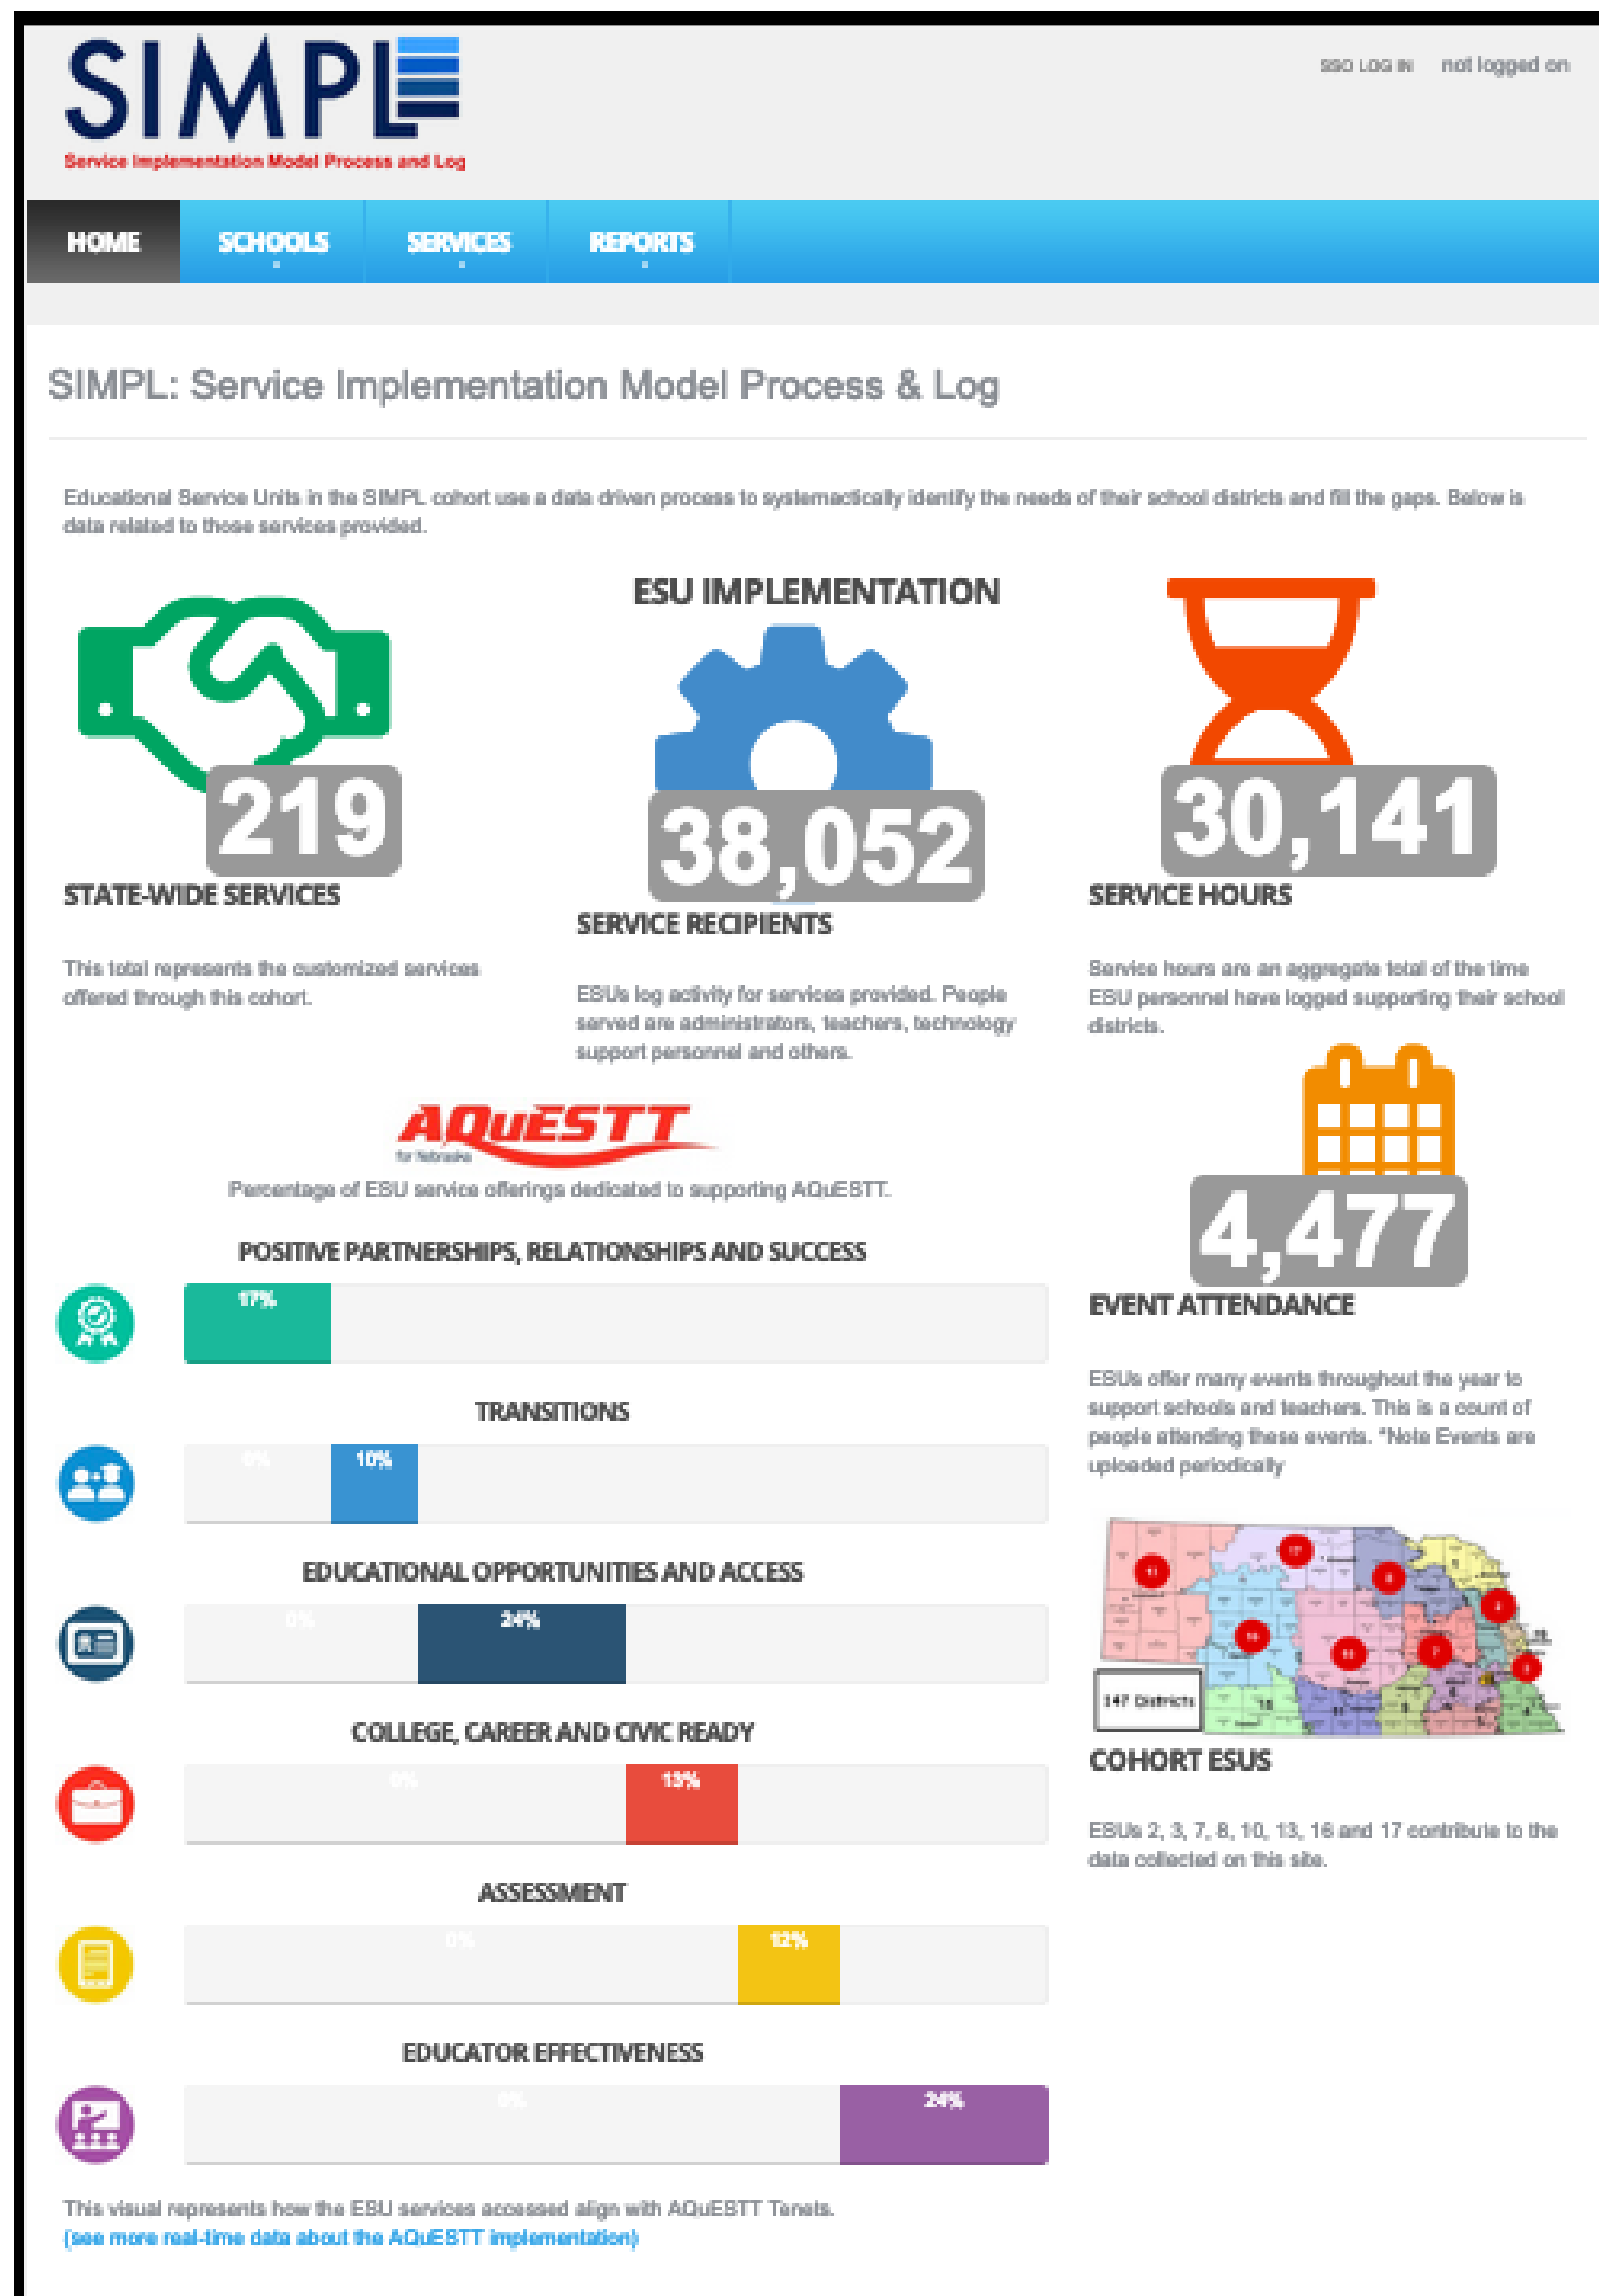 SIMPL
Service Implementation Model Process and Log
SSO LOG IN not logged on
HOME SCHOOLS SERVICES REPORTS
SIMPL: Service Implementation Model Process & Log
Educational Service Units in the SIMPL cohort use a data driven process to systemactically identify the needs of their school districts and fill the gaps. Below is
data related to those services provided.
219
STATE-WIDE SERVICES
This total represents the customized services
offered through this cohort.
ESU IMPLEMENTATION
38,052
SERVICE RECIPIENTS
ESUs log activity for services provided. People
served are administrators, teachers, technology
support personnel and others.
30,141
SERVICE HOURS
Service hours are an aggregate total of the time
ESU personnel have logged supporting their school
districts.
AQuESTT
for Nebraska
Percentage of ESU service offerings dedicated to supporting AQuESTT.
POSITIVE PARTNERSHIPS, RELATIONSHIPS AND SUCCESS
17%
TRANSITIONS
0% 10%
EDUCATIONAL OPPORTUNITIES AND ACCESS
0% 24%
COLLEGE, CAREER AND CIVIC READY
0% 13%
ASSESSMENT
0% 12%
EDUCATOR EFFECTIVENESS
0% 24%
This visual represents how the ESU services accessed align with AQuESTT Tenets.
(see more real-time data about the AQuESTT implementation)
4,477
EVENT ATTENDANCE
ESUs offer many events throughout the year to
support schools and teachers. This is a count of
people attending these events. *Note Events are
uploaded periodically
147 Districts
COHORT ESUS
ESUs 2, 3, 7, 8, 10, 13, 16 and 17 contribute to the
data collected on this site.